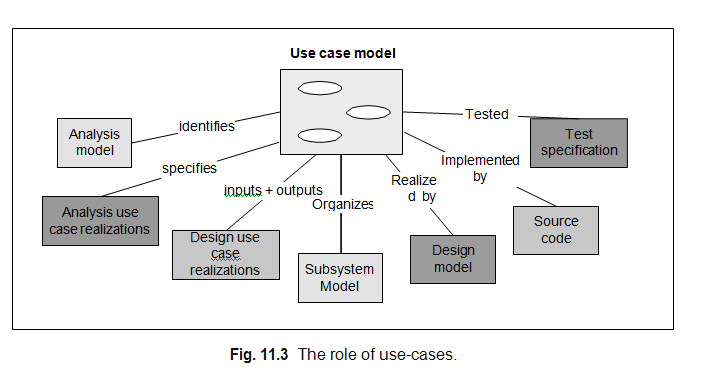 Use case model
identifies
Tested
Analysis
model
Test
specification
specifies
Implemented
by
inputs + outputs
Realize
d by
Organizes
Analysis use
case realizations
Source
code
Design use
case
realizations
Design
model
Subsystem
Model
Fig. 11.3 The role of use-cases.